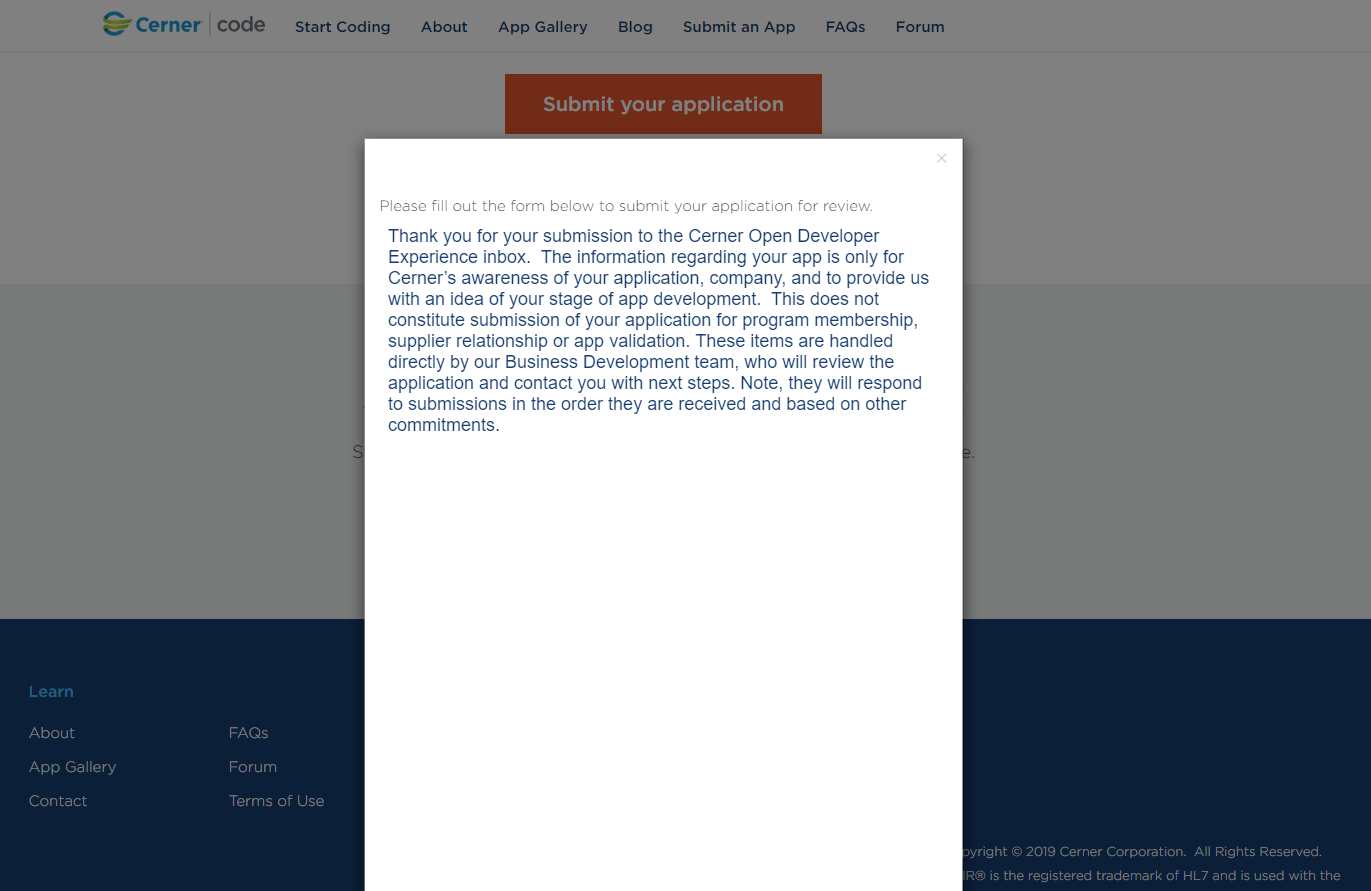 Cerner code Start Coding About App Gallery Blog Submit an App FAQs Forum
Submit your application
×
Please fill out the form below to submit your application for review.
Thank you for your submission to the Cerner Open Developer
Experience inbox.  The information regarding your app is only for
Cerner’s awareness of your application, company, and to provide us
with an idea of your stage of app development.  This does not
constitute submission of your application for program membership,
supplier relationship or app validation. These items are handled
directly by our Business Development team, who will review the
application and contact you with next steps. Note, they will respond
to submissions in the order they are received and based on other
commitments.
S e.
Learn
About FAQs
App Gallery Forum
Contact Terms of Use
pyright © 2019 Cerner Corporation.  All Rights Reserved.
IR® is the registered trademark of HL7 and is used with the